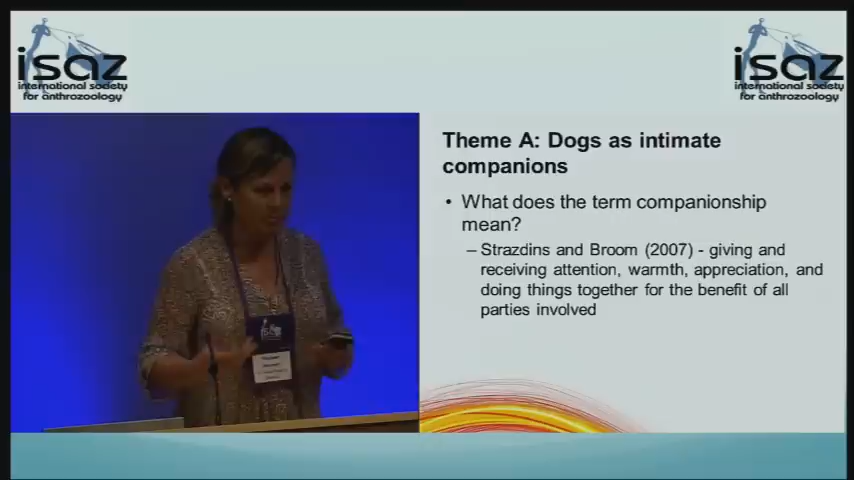 isaz
international society
for anthrozoology
isaz
international society
for anthrozoology
Theme A: Dogs as intimate
companions
• What does the term companionship
mean?
– Strazdins and Broom (2007) - giving and
receiving attention, warmth, appreciation, and
doing things together for the benefit of all
parties involved
isaz